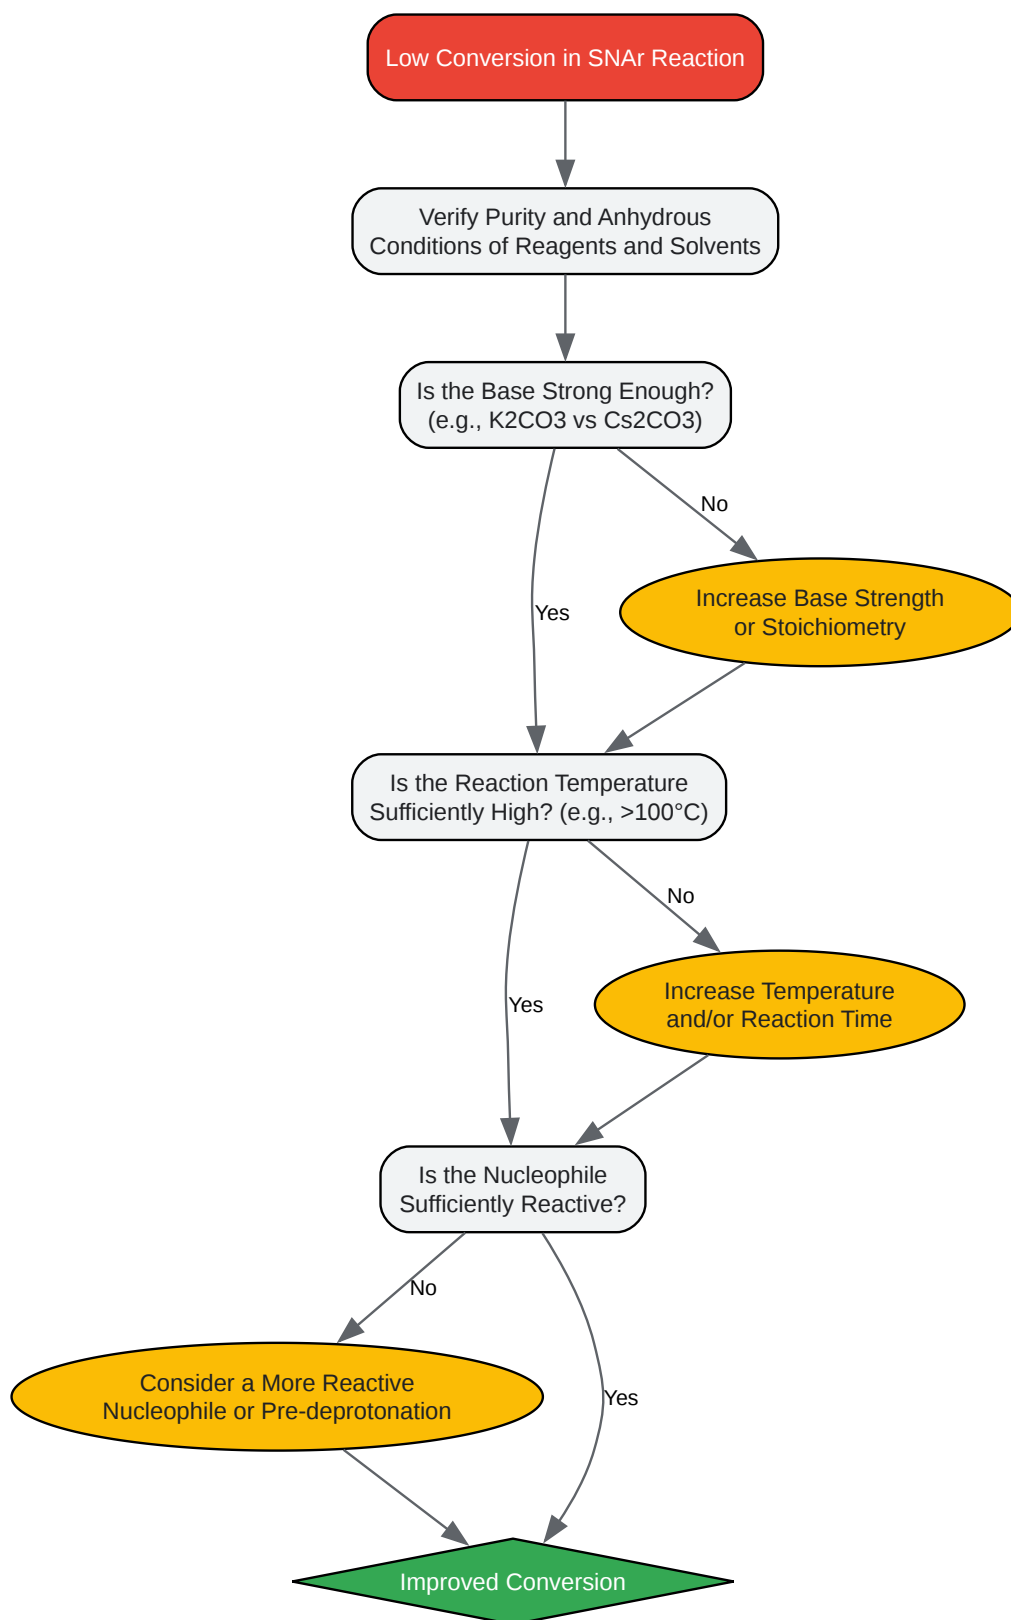 Low Conversion in SNAr Reaction
Verify Purity and Anhydrous
Conditions of Reagents and Solvents
Is the Base Strong Enough?
(e.g., K2CO3 vs Cs2CO3)
No
Yes
Increase Base Strength
or Stoichiometry
Is the Reaction Temperature
Sufficiently High? (e.g., >100°C)
No
Yes
Increase Temperature
and/or Reaction Time
Is the Nucleophile
Sufficiently Reactive?
No
Yes
Consider a More Reactive
Nucleophile or Pre-deprotonation
Improved Conversion